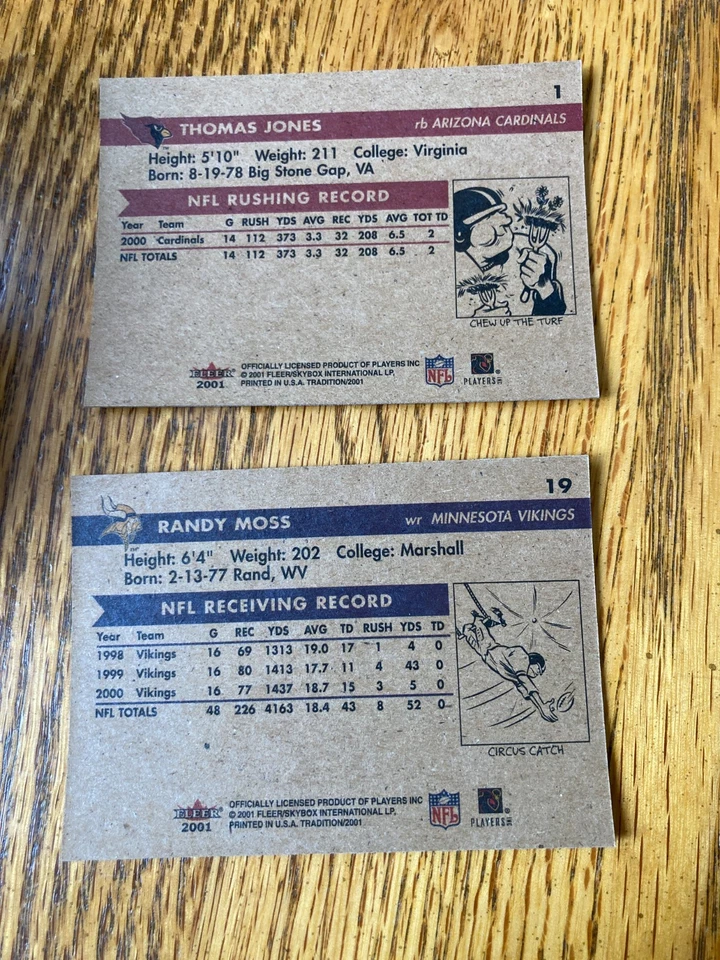 1
THOMAS JONES rb ARIZONA CARDINALS
Height: 5'10" Weight: 211 College: Virginia
Born: 8-19-78 Big Stone Gap, VA
NFL RUSHING RECORD
Year Team G RUSH YDS AVG REC YDS AVG TOT TD
2000 Cardinals 14 112 373 3.3 32 208 6.5 2
NFL TOTALS 14 112 373 3.3 32 208 6.5 2
CHEW UP THE TURF
FLEER 2001
OFFICIALLY LICENSED PRODUCT OF PLAYERS INC
© 2001 FLEER/SKYBOX INTERNATIONAL LP.
PRINTED IN U.S.A. TRADITION/2001
NFL
PLAYERS INC
19
RANDY MOSS wr MINNESOTA VIKINGS
Height: 6'4" Weight: 202 College: Marshall
Born: 2-13-77 Rand, WV
NFL RECEIVING RECORD
Year Team G REC YDS AVG TD RUSH YDS TD
1998 Vikings 16 69 1313 19.0 17 1 4 0
1999 Vikings 16 80 1413 17.7 11 4 43 0
2000 Vikings 16 77 1437 18.7 15 3 5 0
NFL TOTALS 48 226 4163 18.4 43 8 52 0
CIRCUS CATCH
FLEER 2001
OFFICIALLY LICENSED PRODUCT OF PLAYERS INC
© 2001 FLEER/SKYBOX INTERNATIONAL LP.
PRINTED IN U.S.A. TRADITION/2001
NFL
PLAYERS INC